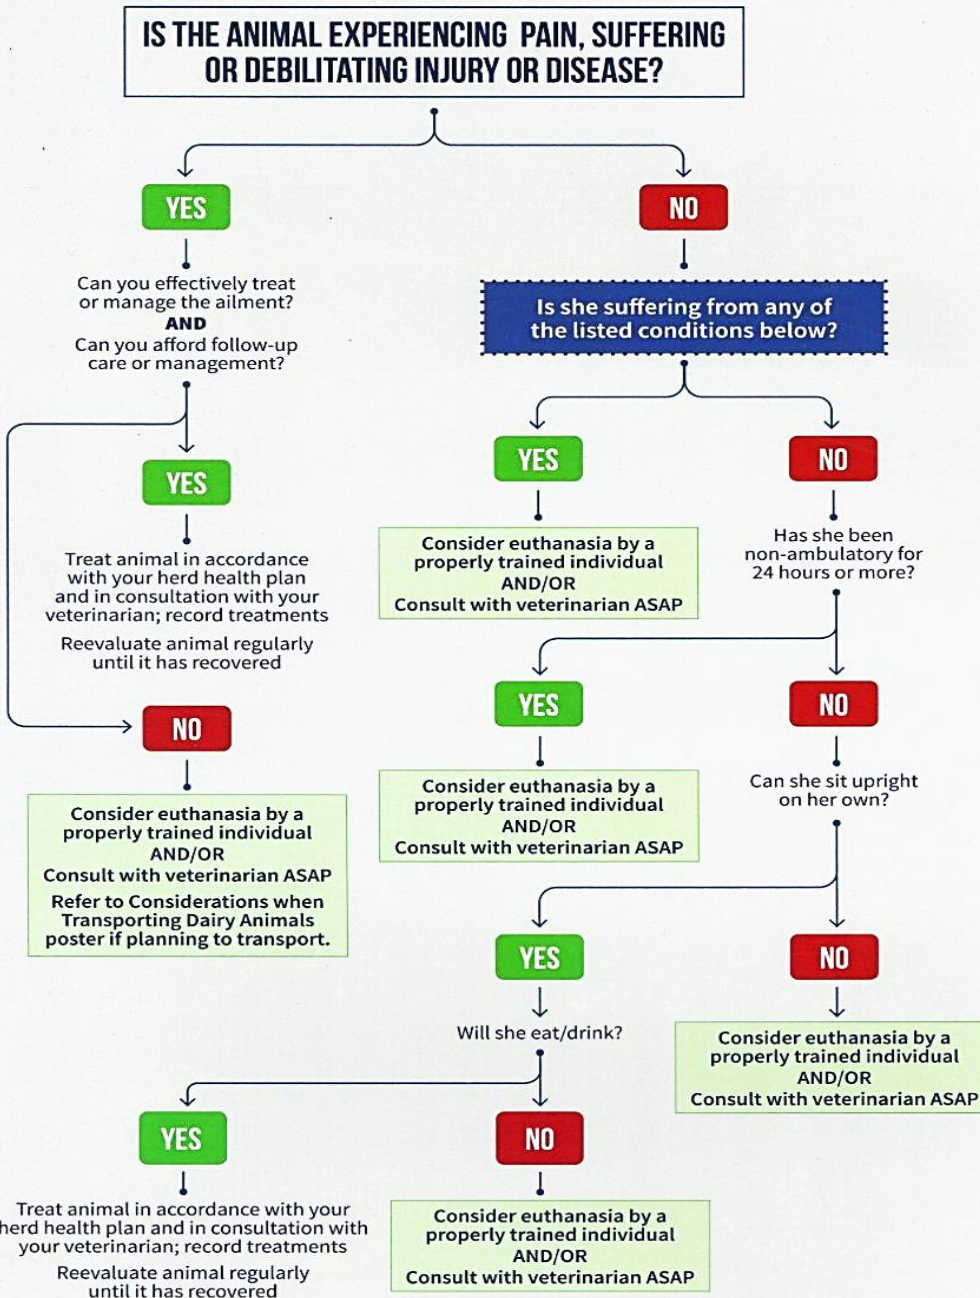 IS THE ANIMAL EXPERIENCING PAIN, SUFFERING
OR DEBILITATING INJURY OR DISEASE?
YES
NO
Can you effectively treat
or manage the ailment?
AND
Can you afford follow-up
care or management?
Is she suffering from any of
the listed conditions below?
YES
YES
NO
Treat animal in accordance
with your herd health plan
and in consultation with your
veterinarian; record treatments
Reevaluate animal regularly
until it has recovered
Consider euthanasia by a
properly trained individual
AND/OR
Consult with veterinarian ASAP
Has she been
non-ambulatory for
24 hours or more?
NO
YES
NO
Consider euthanasia by a
properly trained individual
AND/OR
Consult with veterinarian ASAP
Refer to Considerations when
Transporting Dairy Animals
poster if planning to transport.
Consider euthanasia by a
properly trained individual
AND/OR
Consult with veterinarian ASAP
Can she sit upright
on her own?
YES
NO
Will she eat/drink?
Consider euthanasia by a
properly trained individual
AND/OR
Consult with veterinarian ASAP
YES
NO
Treat animal in accordance with your
herd health plan and in consultation with
your veterinarian; record treatments
Reevaluate animal regularly
until it has recovered
Consider euthanasia by a
properly trained individual
AND/OR
Consult with veterinarian ASAP